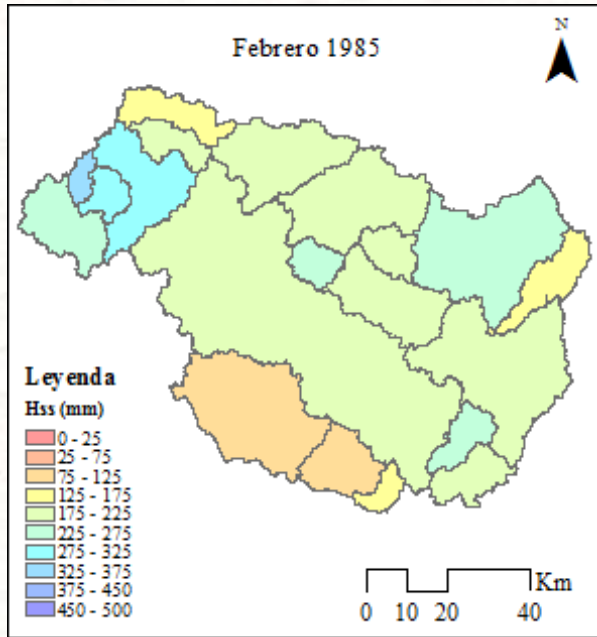 Febrero 1985
N
Leyenda
Hss (mm)
0 - 25
25 - 75
75 - 125
125 - 175
175 - 225
225 - 275
275 - 325
325 - 375
375 - 450
450 - 500
Km
0 10 20 40